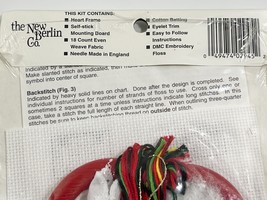 the
New
Berlin
Co.
THIS KIT CONTAINS:
• Heart Frame
• Self-stick
Mounting Board
• 18 Count Even
Weave Fabric
• Needle Made in England
• Cotton Batting
• Eyelet Trim
• Easy to Follow
Instructions
• DMC Embroidery
Floss
Make slanted stitch as indicated, then
symbol into center of square.
Backstitch (Fig. 3)
Indicated by heavy solid lines on chart. Done after the design is completed. See
instructions for number of strands of floss to use. Cross only one
sometimes 2 squares at a time unless instructions indicate long stitches. In this
category, take a stitch the full length of line. When outlining three-quarter
stitches be sure to keep backstitching thread on outside of stitch.